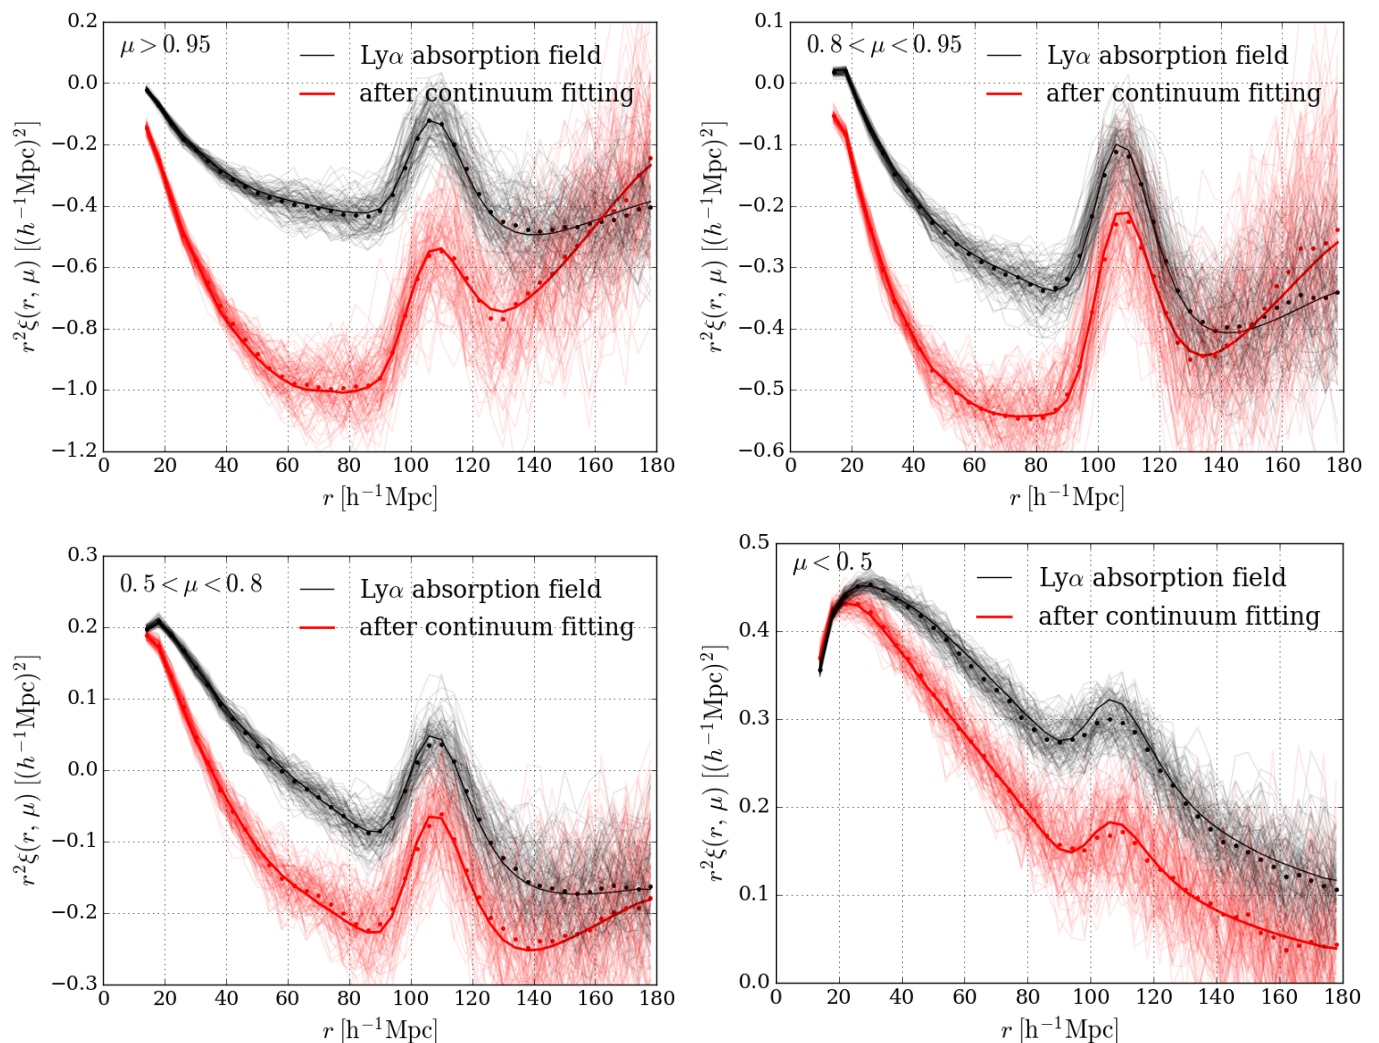 μ > 0.95
Lyα absorption field
after continuum fitting
r²ξ(r, μ) [(h⁻¹Mpc)²]
0.2
0.0
−0.2
−0.4
−0.6
−0.8
−1.0
−1.2
0 20 40 60 80 100 120 140 160 180
r [h⁻¹Mpc]
0.8 < μ < 0.95
Lyα absorption field
after continuum fitting
r²ξ(r, μ) [(h⁻¹Mpc)²]
0.1
0.0
−0.1
−0.2
−0.3
−0.4
−0.5
−0.6
0 20 40 60 80 100 120 140 160 180
r [h⁻¹Mpc]
0.5 < μ < 0.8
Lyα absorption field
after continuum fitting
r²ξ(r, μ) [(h⁻¹Mpc)²]
0.3
0.2
0.1
0.0
−0.1
−0.2
−0.3
0 20 40 60 80 100 120 140 160 180
r [h⁻¹Mpc]
μ < 0.5
Lyα absorption field
after continuum fitting
r²ξ(r, μ) [(h⁻¹Mpc)²]
0.5
0.4
0.3
0.2
0.1
0.0
0 20 40 60 80 100 120 140 160 180
r [h⁻¹Mpc]